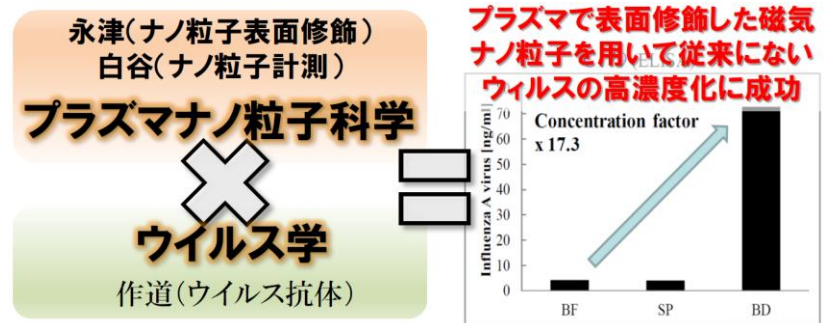 永津(ナノ粒子表面修飾)
白谷(ナノ粒子計測)
プラズマナノ粒子科学
ウイルス学
作道(ウイルス抗体)
プラズマで表面修飾した磁気
ナノ粒子を用いて従来にない
ウィルスの高濃度化に成功
Concentration factor
x 17.3
Influenza A virus [ng/ml]
70
60
50
40
30
20
10
0
BF
SP
BD